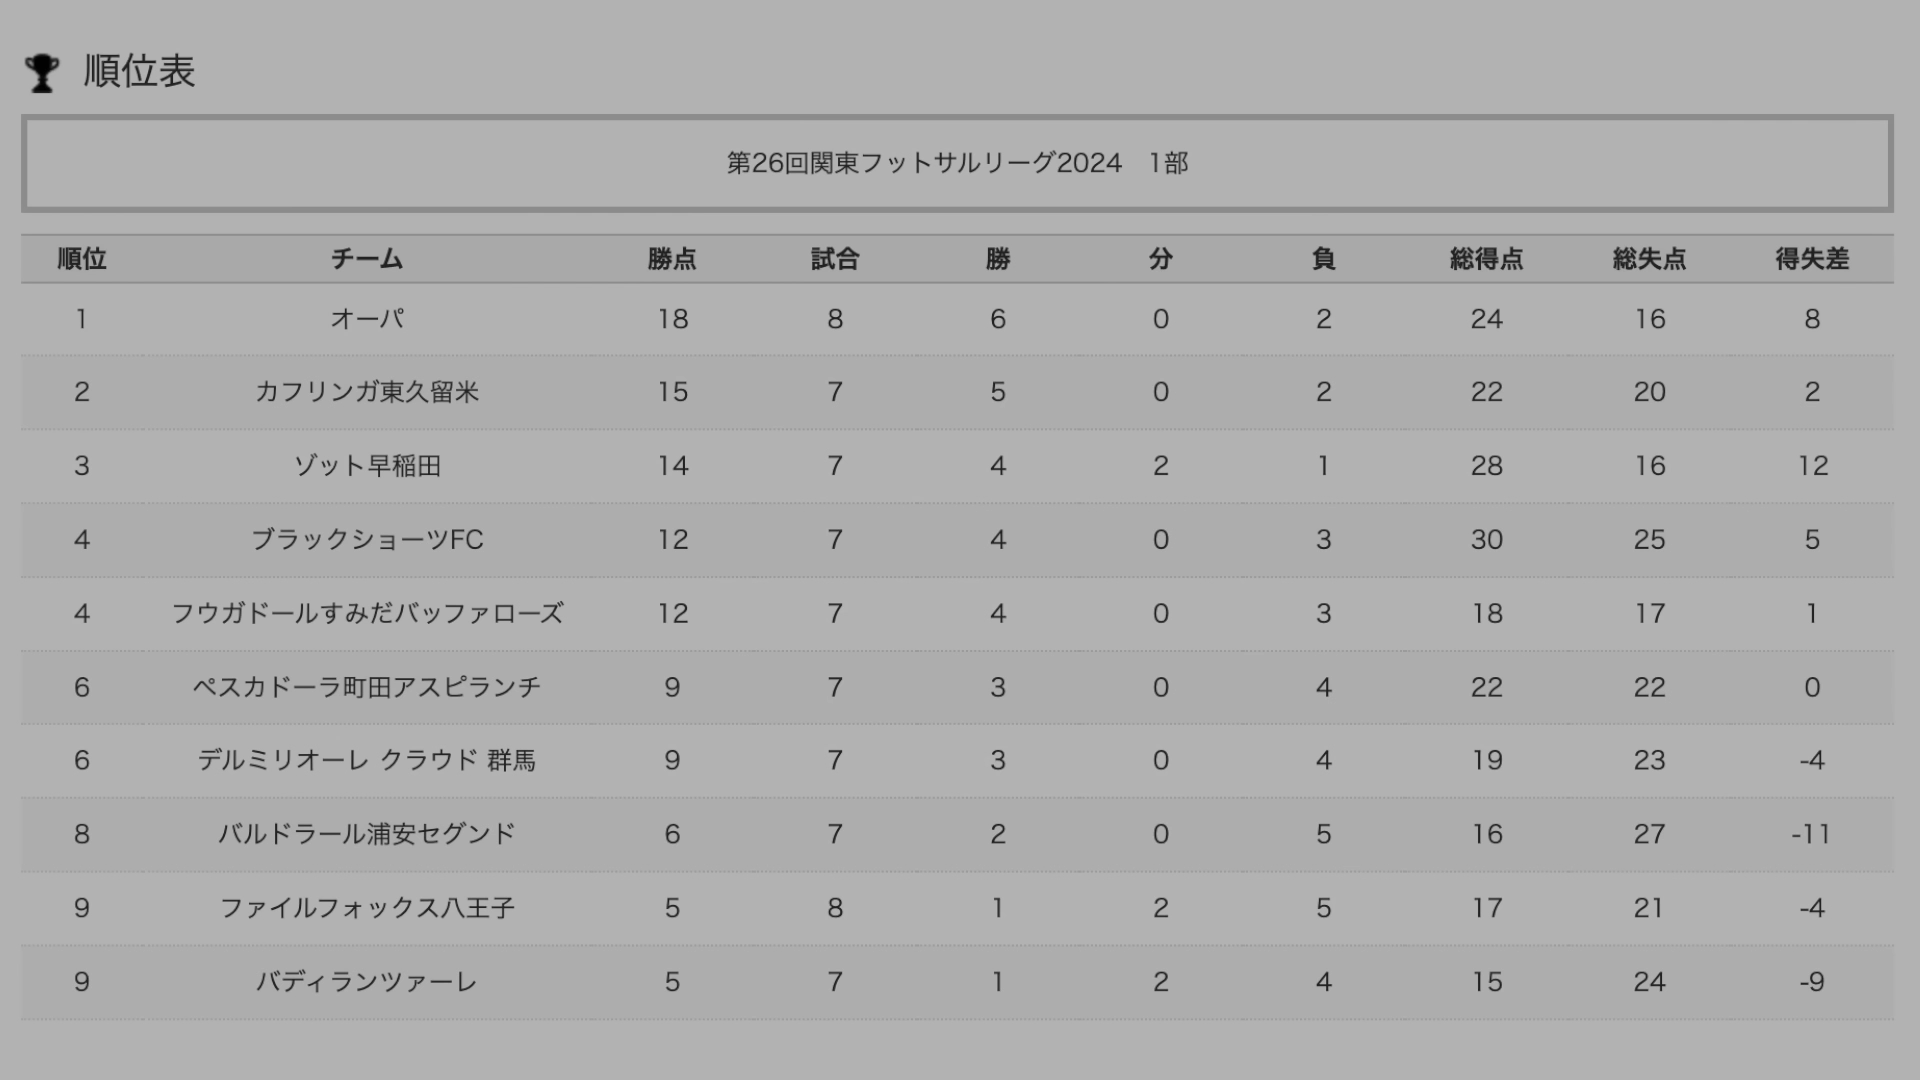 順位表
第26回関東フットサルリーグ2024　1部
順位 チーム 勝点 試合 勝 分 負 総得点 総失点 得失差
1 オーパ 18 8 6 0 2 24 16 8
2 カフリンガ東久留米 15 7 5 0 2 22 20 2
3 ゾット早稲田 14 7 4 2 1 28 16 12
4 ブラックショーツFC 12 7 4 0 3 30 25 5
4 フウガドールすみだバッファローズ 12 7 4 0 3 18 17 1
6 ペスカドーラ町田アスピランチ 9 7 3 0 4 22 22 0
6 デルミリオーレ クラウド 群馬 9 7 3 0 4 19 23 -4
8 バルドラール浦安セグンド 6 7 2 0 5 16 27 -11
9 ファイルフォックス八王子 5 8 1 2 5 17 21 -4
9 バディランツァーレ 5 7 1 2 4 15 24 -9